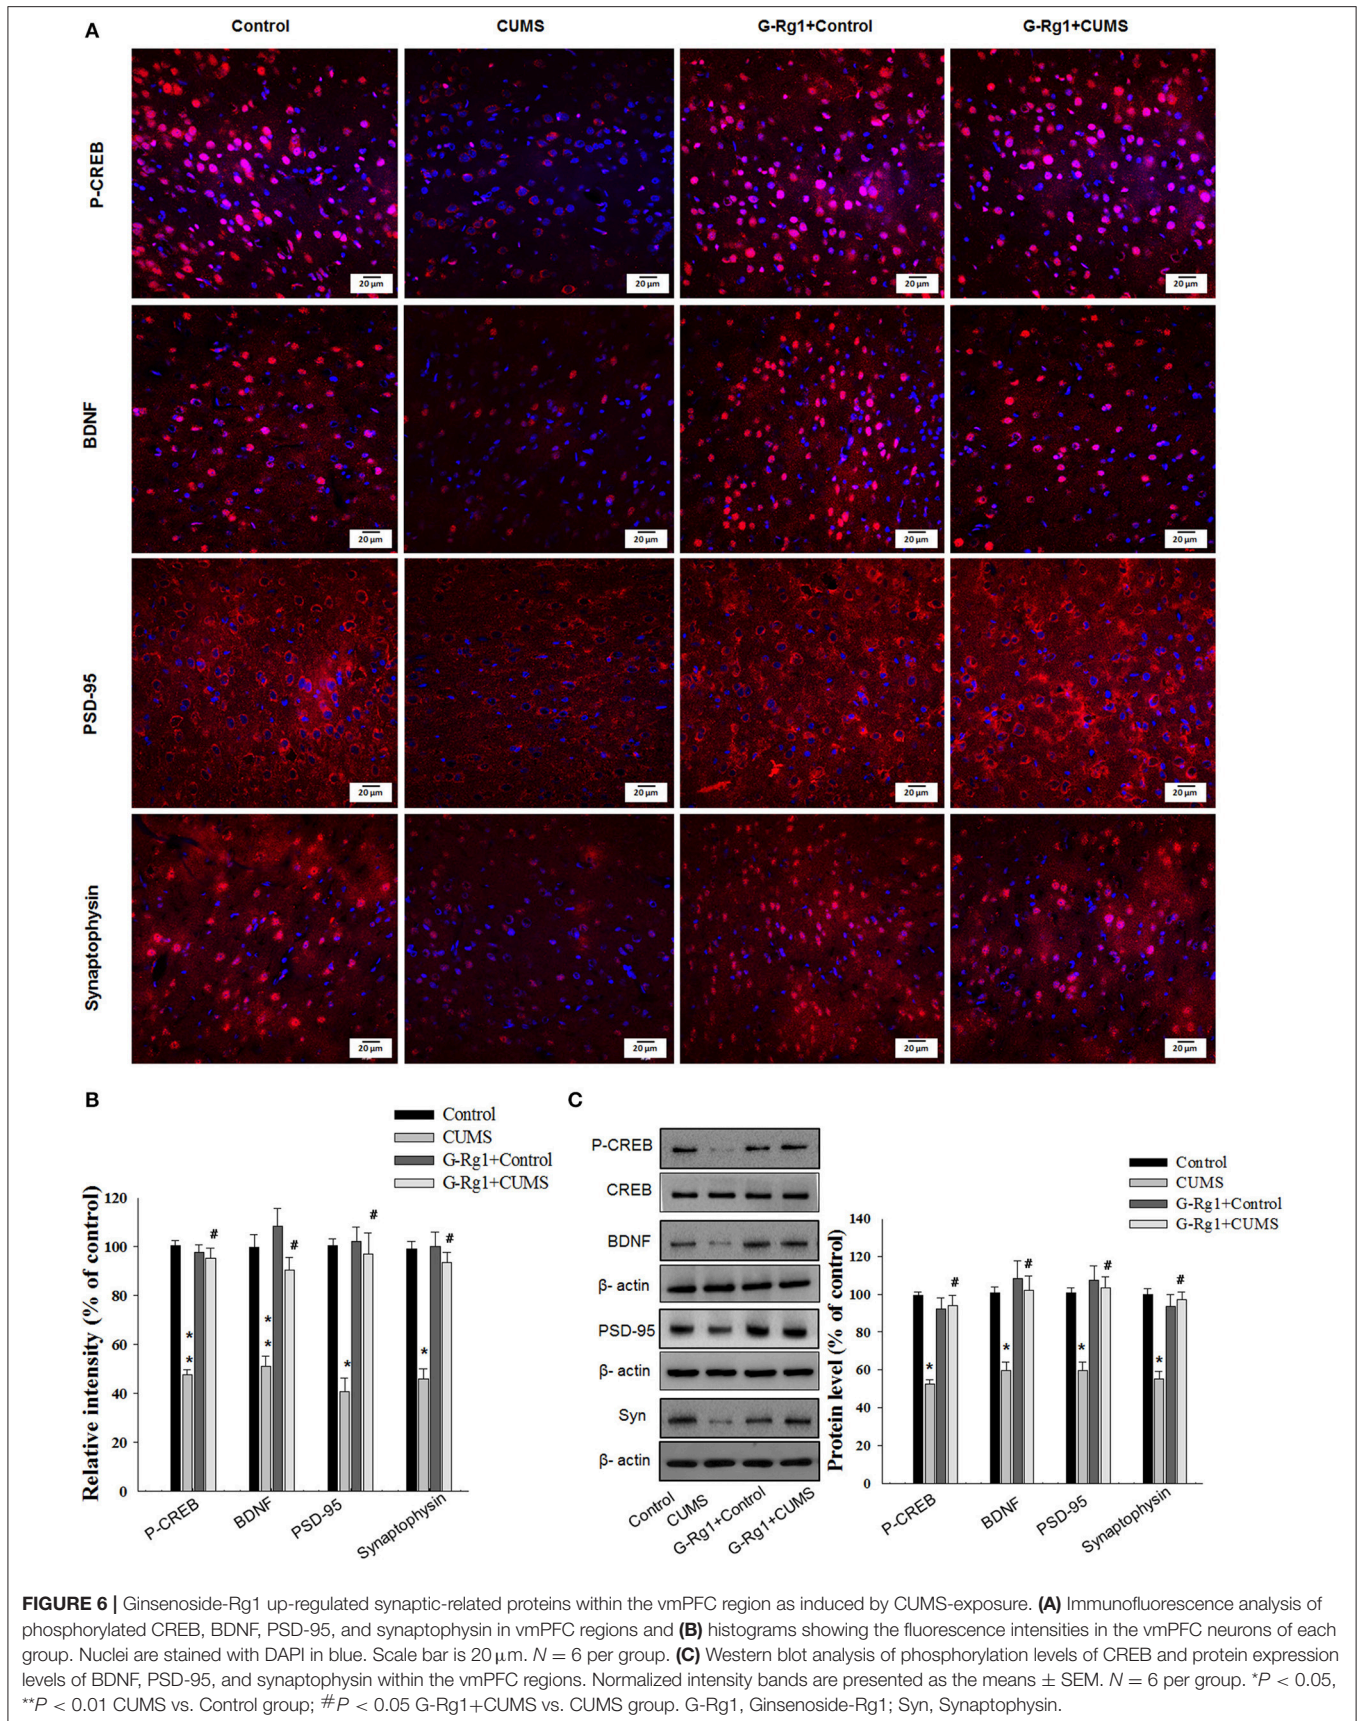 A
Control CUMS G-Rg1+Control G-Rg1+CUMS
P-CREB
20 µm 20 µm 20 µm 20 µm
BDNF
20 µm 20 µm 20 µm 20 µm
PSD-95
20 µm 20 µm 20 µm 20 µm
Synaptophysin
20 µm 20 µm 20 µm 20 µm
B
Control
CUMS
G-Rg1+Control
G-Rg1+CUMS
Relative intensity (% of control)
120
100
80
60
40
20
0
* * * * * *
# # # #
P-CREB BDNF PSD-95 Synaptophysin
C
P-CREB
CREB
BDNF
β- actin
PSD-95
β- actin
Syn
β- actin
Control CUMS G-Rg1+Control G-Rg1+CUMS
Control
CUMS
G-Rg1+Control
G-Rg1+CUMS
Protein level (% of control)
140
120
100
80
60
40
20
0
* * * *
# # # #
P-CREB BDNF PSD-95 Synaptophysin
FIGURE 6 | Ginsenoside-Rg1 up-regulated synaptic-related proteins within the vmPFC region as induced by CUMS-exposure. (A) Immunofluorescence analysis of
phosphorylated CREB, BDNF, PSD-95, and synaptophysin in vmPFC regions and (B) histograms showing the fluorescence intensities in the vmPFC neurons of each
group. Nuclei are stained with DAPI in blue. Scale bar is 20 µm. N = 6 per group. (C) Western blot analysis of phosphorylation levels of CREB and protein expression
levels of BDNF, PSD-95, and synaptophysin within the vmPFC regions. Normalized intensity bands are presented as the means ± SEM. N = 6 per group. *P < 0.05,
**P < 0.01 CUMS vs. Control group; #P < 0.05 G-Rg1+CUMS vs. CUMS group. G-Rg1, Ginsenoside-Rg1; Syn, Synaptophysin.